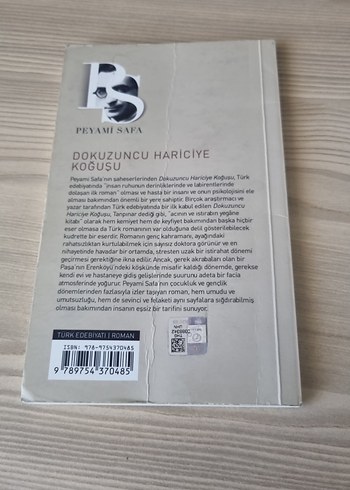 PS
PEYAMİ SAFA
DOKUZUNCU HARİCİYE
KOĞUŞU
Peyami Safa'nın şaheserlerinden Dokuzuncu Hariciye Koğuşu, Türk
edebiyatında "insan ruhunun derinliklerinde ve labirentlerinde
dolaşan ilk roman" olması ve hasta bir insanı ve onun psikolojisini ele
alması bakımından önemli bir yere sahiptir. Birçok araştırmacı ve
yazar tarafından Türk edebiyatında bir ilk kabul edilen Dokuzuncu
Hariciye Koğuşu, Tanpınar dediği gibi, "acının ve ıstırabın yegâne
kitabı" olarak hem kemiyet hem de keyfiyet bakımından başka hiçbir
eser olmasa da Türk romanının var olduğuna delil gösterilebilecek
kudrette bir eserdir. Romanın genç kahramanı, ayağındaki
rahatsızlıktan kurtulabilmek için sayısız doktora görünür ve en
nihayetinde havadar bir ortamda, stresten uzak bir istirahat dönemi
geçirmesi gerektiğine ikna edilir. Ancak, gerek akrabaları olan bir
Paşa'nın Erenköyü'ndeki köşkünde misafir kaldığı dönemde, gerekse
kendi evi ve hastaneye gidiş gelişlerinde şuurunu adeta bir facia
atmosferinde yoğurur. Peyami Safa'nın çocukluk ve gençlik
dönemlerinden fazlasıyla izler taşıyan roman, hem umudu ve
umutsuzluğu, hem de sevinci ve felaketi aynı sayfalara sığdırabilmiş
olması bakımından insanın eşsiz bir tarifini sunuyor.
TÜRK EDEBİYATI | ROMAN
ISBN: 978-9754370485
9 789754 370485